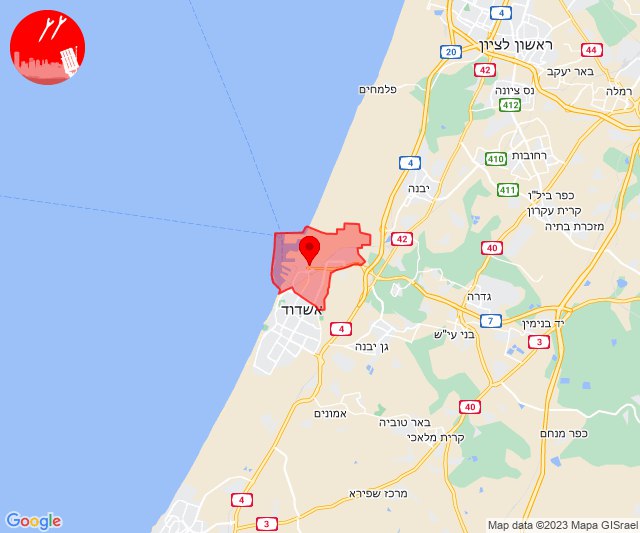 4
ראשון לציון
20
44
42
באר יעקב
רמלה
פלמחים
נס ציונה
412
4
410
רחובות
יבנה
411
כפר ביל"ו
קרית עקרון
מזכרת בתיה
42
40
גדרה
אשדוד
7
יד בנימין
4
בני עי"ש
3
גן יבנה
40
אמונים
באר טוביה
קרית מלאכי
כפר מנחם
מרכז שפירא
4
3
Google
Map data ©2023 Mapa GISrael